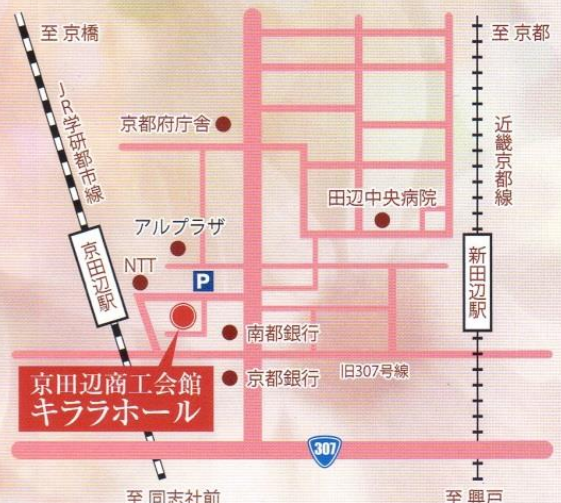 至 京橋
至 京都
JR学研都市線
京都府庁舎
近畿京都線
田辺中央病院
アルプラザ
京田辺駅
NTT
P
新田辺駅
南都銀行
京都銀行
旧307号線
京田辺商工会館
キララホール
307
至 同志社前
至 興戸